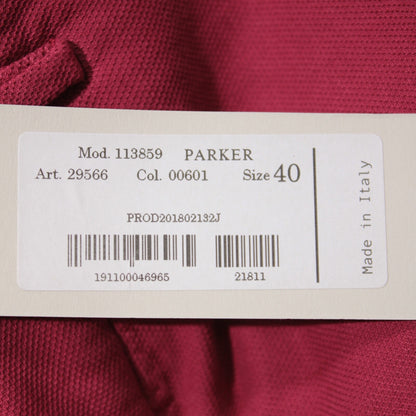 Mod. 113859 PARKER
Art. 29566 Col. 00601 Size 40
PROD201802132J
191100046965 21811
Made in Italy